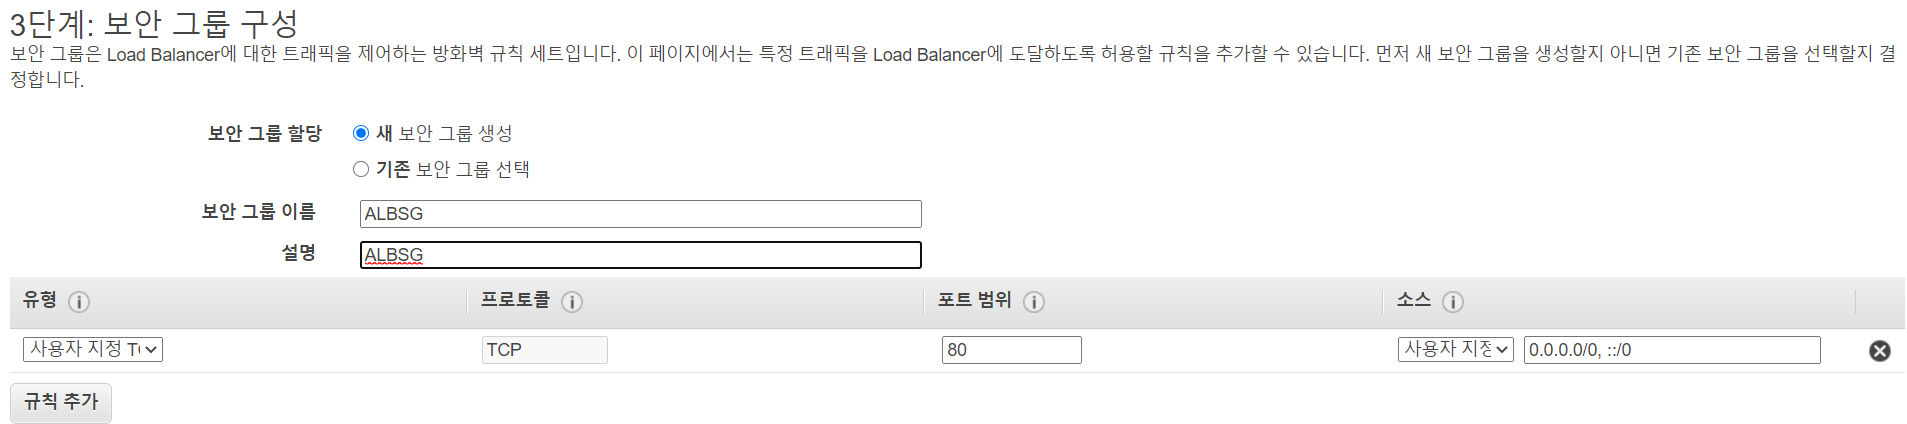 3단계: 보안 그룹 구성
보안 그룹은 Load Balancer에 대한 트래픽을 제어하는 방화벽 규칙 세트입니다. 이 페이지에서는 특정 트래픽을 Load Balancer에 도달하도록 허용할 규칙을 추가할 수 있습니다. 먼저 새 보안 그룹을 생성할지 아니면 기존 보안 그룹을 선택할지 결
정합니다.
보안 그룹 할당 새 보안 그룹 생성
기존 보안 그룹 선택
보안 그룹 이름 ALBSG
설명 ALBSG
유형 프로토콜 포트 범위 소스
사용자 지정 TCP 80 사용자 지정 0.0.0.0/0, ::/0
규칙 추가